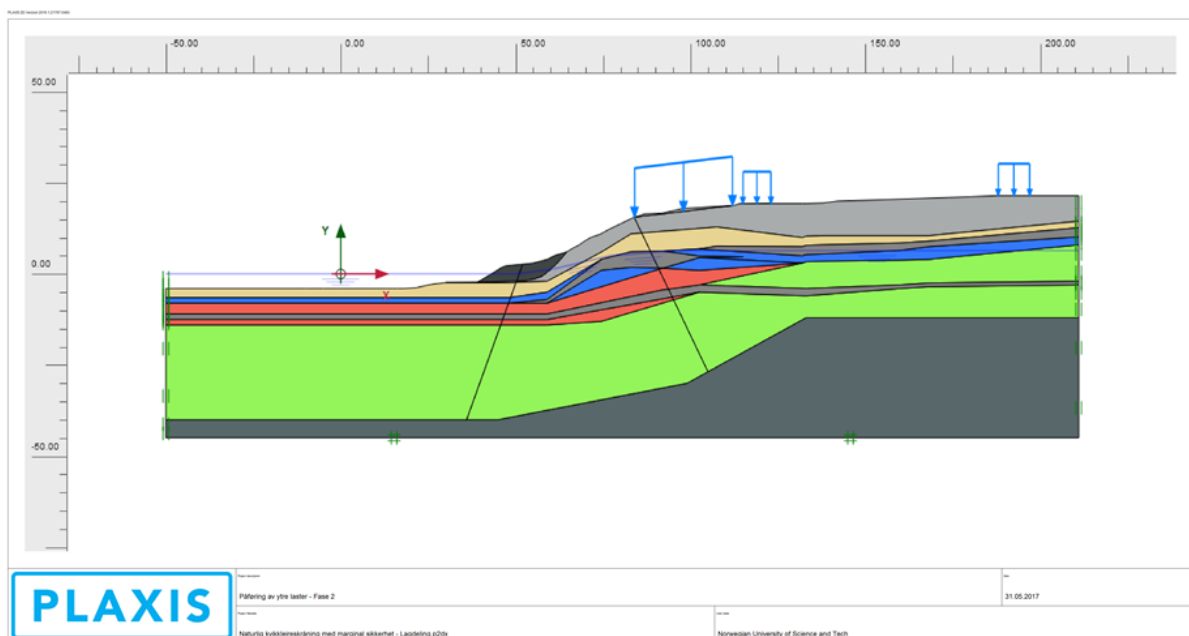 -50.00 0.00 50.00 100.00 150.00 200.00
50.00
Y
0.00
X
-50.00
PLAXIS
Påføring av ytre laster - Fase 2
31.05.2017
Naturlig kvikkleireskråning med marginal sikkerhet - Lagdeling.p2dx
Norwegian University of Science and Tech